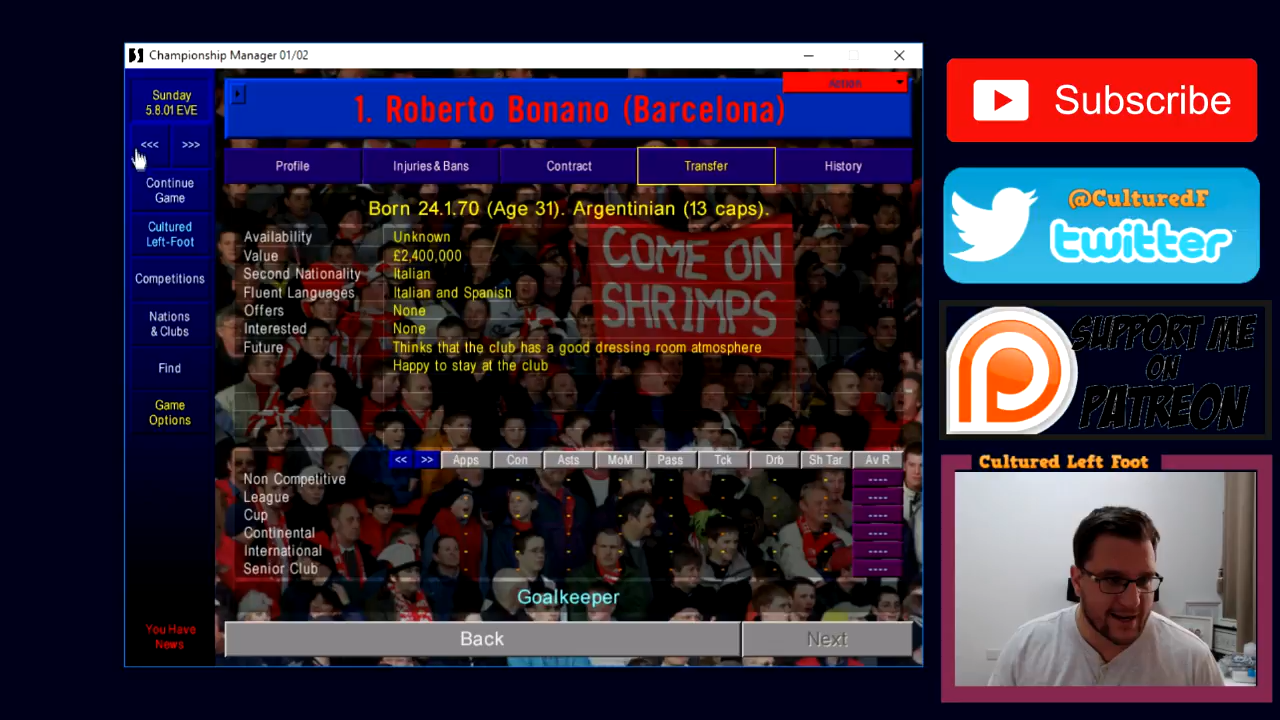 Championship Manager 01/02
Sunday
5.8.01 EVE
<<< >>>
Continue
Game
Cultured
Left-Foot
Competitions
Nations
& Clubs
Find
Game
Options
You Have
News
Action
1. Roberto Bonano (Barcelona)
Profile Injuries & Bans Contract Transfer History
Born 24.1.70 (Age 31). Argentinian (13 caps).
Availability Unknown
Value £2,400,000
Second Nationality Italian
Fluent Languages Italian and Spanish
Offers None
Interested None
Future Thinks that the club has a good dressing room atmosphere
Happy to stay at the club
COME ON
SHRIMPS
<< >> Apps Con Asts MoM Pass Tck Drb Sh Tar Av R
Non Competitive - - - - - - - - ----
League - - - - - - - - ----
Cup - - - - - - - - ----
Continental - - - - - - - - ----
International - - - - - - - - ----
Senior Club - - - - - - - - ----
Goalkeeper
Back Next
Subscribe
@CulturedF
twitter
SUPPORT ME
ON
PATREON
Cultured Left Foot